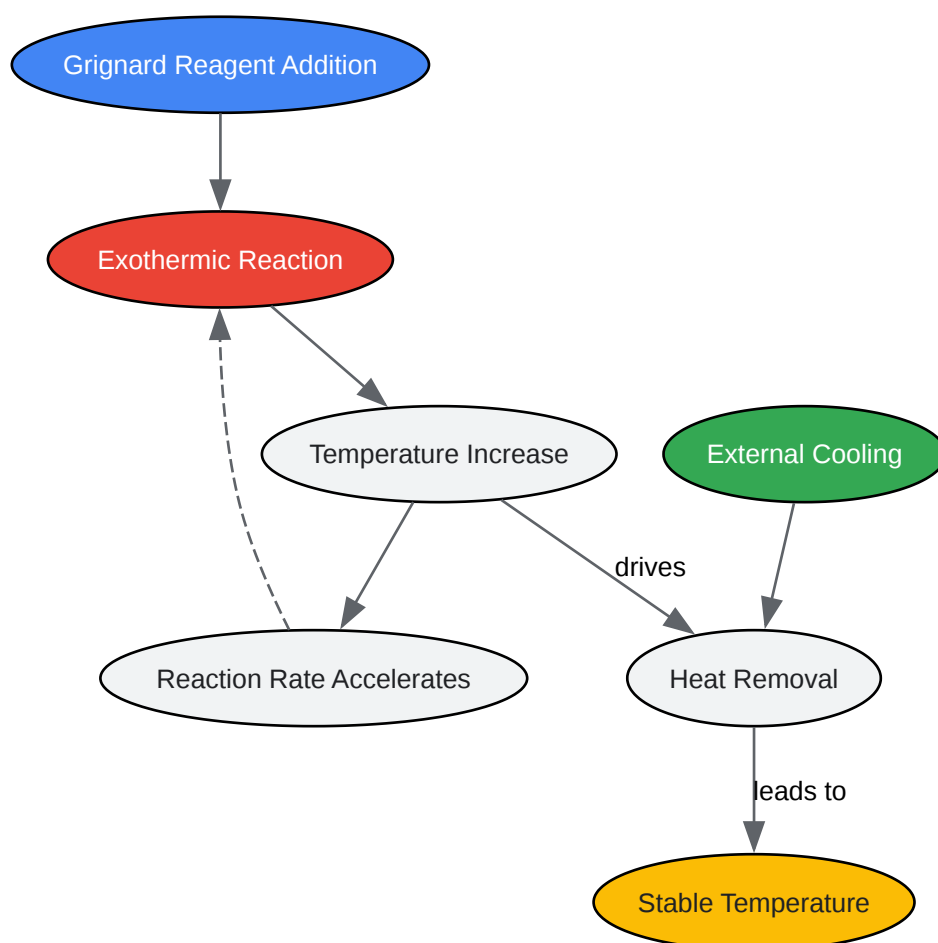 Grignard Reagent Addition
Exothermic Reaction
Temperature Increase
External Cooling
drives
Reaction Rate Accelerates
Heat Removal
leads to
Stable Temperature